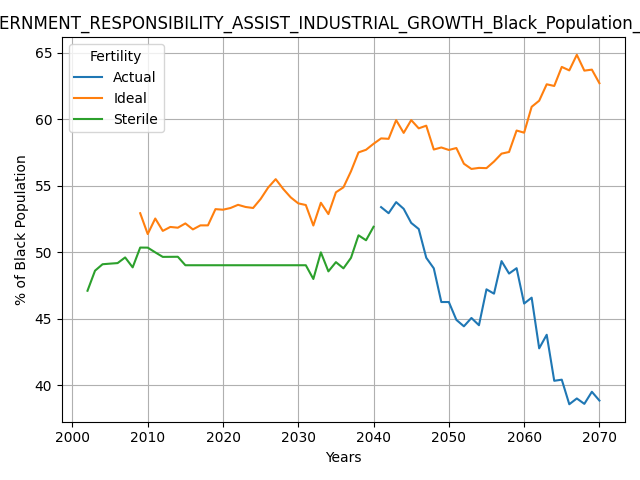 ERNMENT_RESPONSIBILITY_ASSIST_INDUSTRIAL_GROWTH_Black_Population_
Fertility
Actual
Ideal
Sterile
% of Black Population
65
60
55
50
45
40
2000 2010 2020 2030 2040 2050 2060 2070
Years